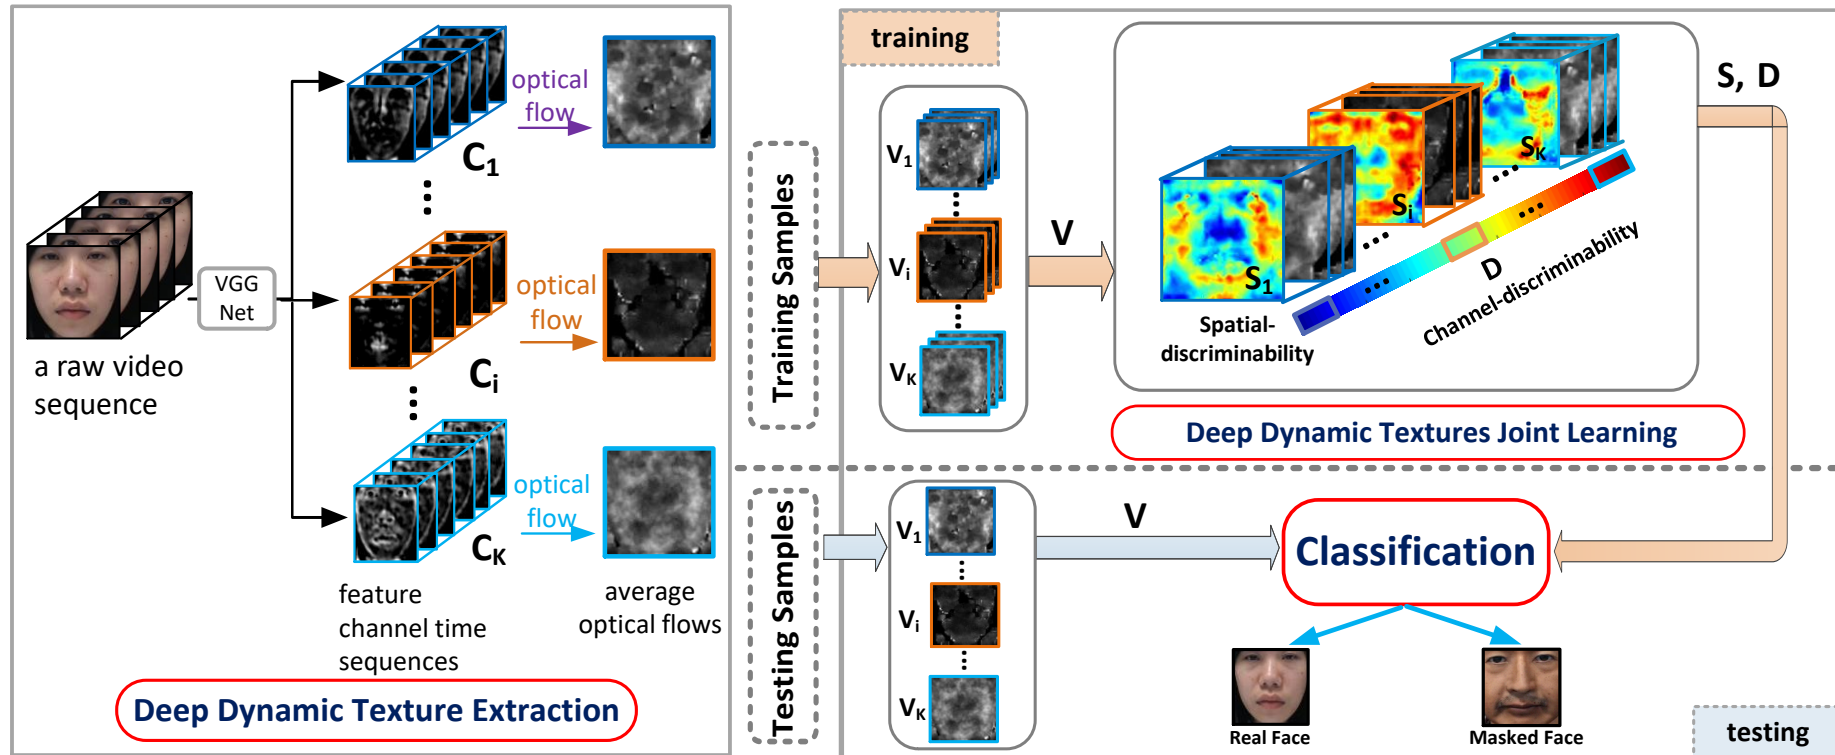 a raw video
sequence
VGG
Net
C1
Ci
CK
optical
flow
optical
flow
optical
flow
feature
channel time
sequences
average
optical flows
Deep Dynamic Texture Extraction
training
Training Samples
V1
Vi
VK
V
S1
Si
SK
D
Spatial-
discriminability
Channel-discriminability
S, D
Deep Dynamic Textures Joint Learning
Testing Samples
V1
Vi
VK
V
Classification
Real Face
Masked Face
testing